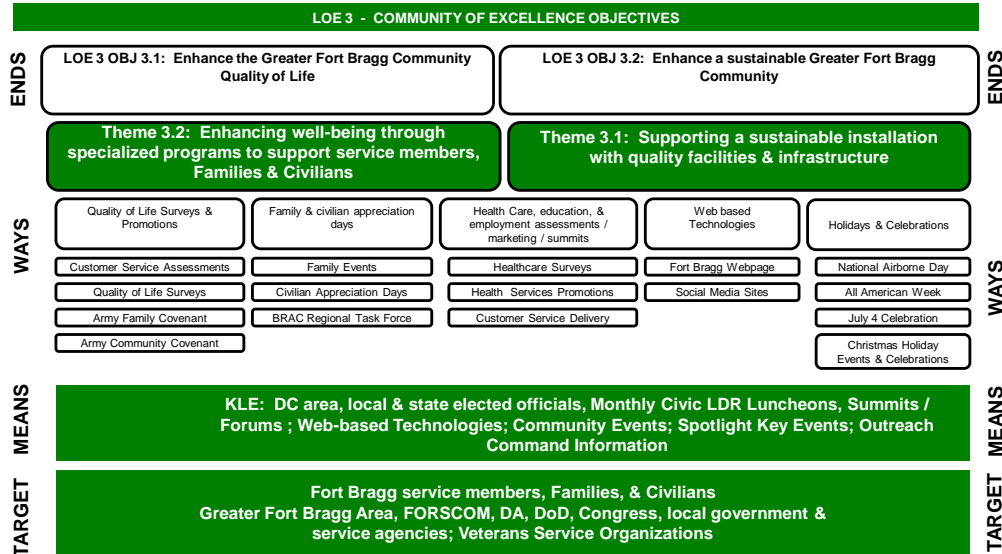 LOE 3 - COMMUNITY OF EXCELLENCE OBJECTIVES
ENDS
LOE 3 OBJ 3.1: Enhance the Greater Fort Bragg Community
Quality of Life
LOE 3 OBJ 3.2: Enhance a sustainable Greater Fort Bragg
Community
ENDS
Theme 3.2: Enhancing well-being through
specialized programs to support service members,
Families & Civilians
Theme 3.1: Supporting a sustainable installation
with quality facilities & infrastructure
WAYS
Quality of Life Surveys &
Promotions
Customer Service Assessments
Quality of Life Surveys
Army Family Covenant
Army Community Covenant
Family & civilian appreciation
days
Family Events
Civilian Appreciation Days
BRAC Regional Task Force
Health Care, education, &
employment assessments /
marketing / summits
Healthcare Surveys
Health Services Promotions
Customer Service Delivery
Web based
Technologies
Fort Bragg Webpage
Social Media Sites
Holidays & Celebrations
National Airborne Day
All American Week
July 4 Celebration
Christmas Holiday
Events & Celebrations
WAYS
MEANS
KLE: DC area, local & state elected officials, Monthly Civic LDR Luncheons, Summits /
Forums ; Web-based Technologies; Community Events; Spotlight Key Events; Outreach
Command Information
MEANS
TARGET
Fort Bragg service members, Families, & Civilians
Greater Fort Bragg Area, FORSCOM, DA, DoD, Congress, local government &
service agencies; Veterans Service Organizations
TARGET